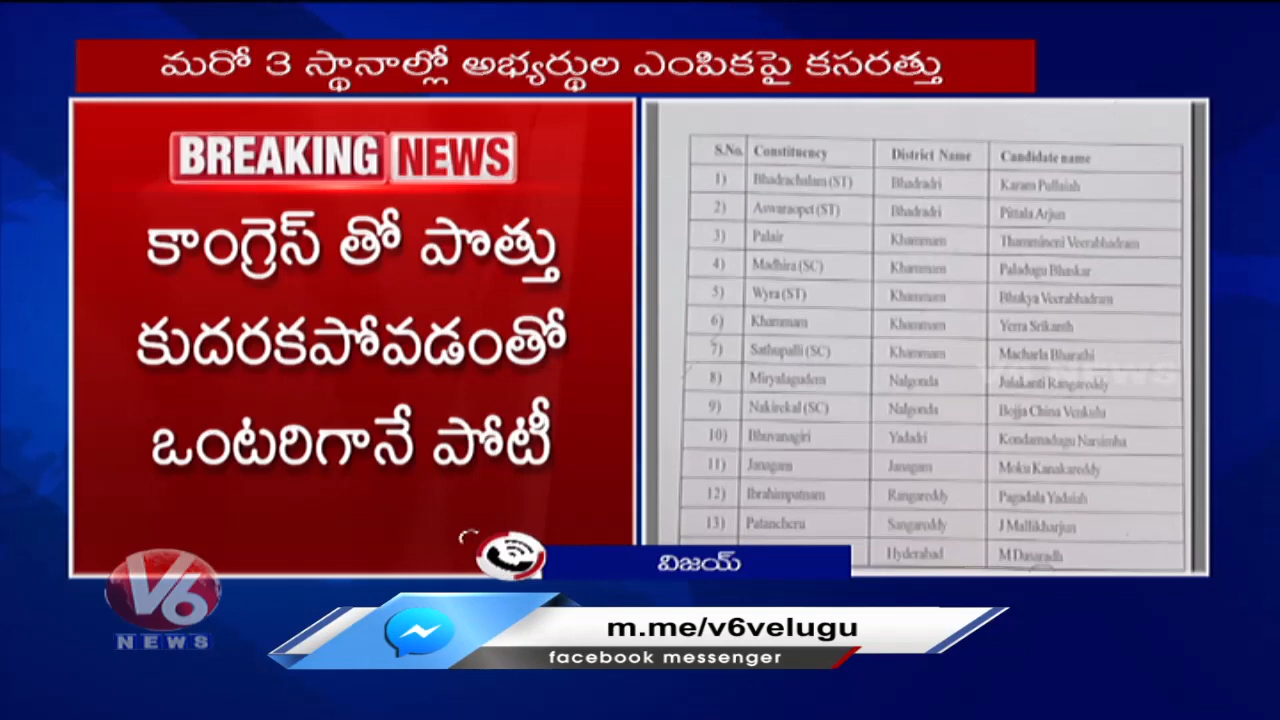 మరో 3 స్థానాల్లో అభ్యర్థుల ఎంపికపై కసరత్తు
BREAKING NEWS
కాంగ్రెస్ తో పొత్తు
కుదరకపోవడంతో
ఒంటరిగానే పోటీ
S.No. Constituency District Name Candidate name
1) Bhadrachalam (ST) Bhadradri Karam Pullaiah
2) Aswaraopet (ST) Bhadradri Pittala Arjun
3) Palair Khammam Thammineni Veerabhadram
4) Madhira (SC) Khammam Paladugu Bhaskar
5) Wyra (ST) Khammam Bhukya Veerabhadram
6) Khammam Khammam Yerra Srikanth
7) Sathupalli (SC) Khammam Macharla Bharathi
8) Miryalagudem Nalgonda Julakanti Rangareddy
9) Nakirekal (SC) Nalgonda Bojja China Venkulu
10) Bhuvanagiri Yadadri Kondamadugu Narsimha
11) Janagam Janagam Moku Kanakareddy
12) Ibrahimpatnam Rangareddy Pagadala Yadaiah
13) Patancheru Sangareddy J Mallikharjun
Hyderabad M Dasaradh
V6 NEWS
విజయ్
V6
NEWS
m.me/v6velugu
facebook messenger